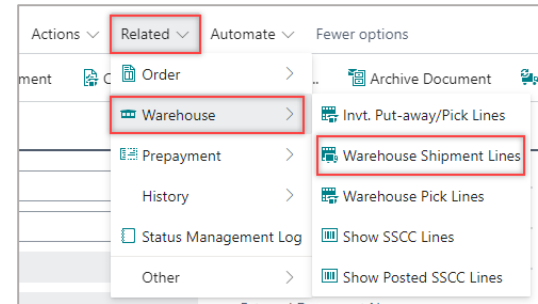 Actions Related Automate Fewer options
ment Archive Document
Order
Warehouse
Prepayment
History
Status Management Log
Other
Invt. Put-away/Pick Lines
Warehouse Shipment Lines
Warehouse Pick Lines
Show SSCC Lines
Show Posted SSCC Lines